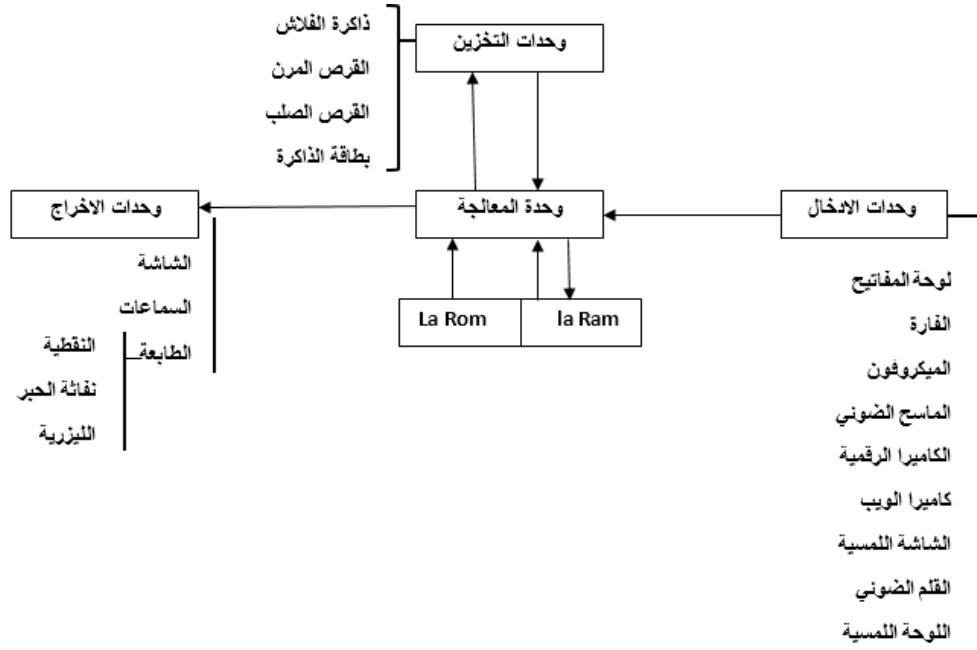 وحدات التخزين
ذاكرة الفلاش
القرص المرن
القرص الصلب
بطاقة الذاكرة
وحدات الادخال
وحدة المعالجة
وحدات الاخراج
La Rom
la Ram
لوحة المفاتيح
الفارة
الميكروفون
الماسح الضوئي
الكاميرا الرقمية
كاميرا الويب
الشاشة اللمسية
القلم الضوئي
اللوحة اللمسية
الشاشة
السماعات
الطابعة
النقطية
نفاثة الحبر
الليزرية